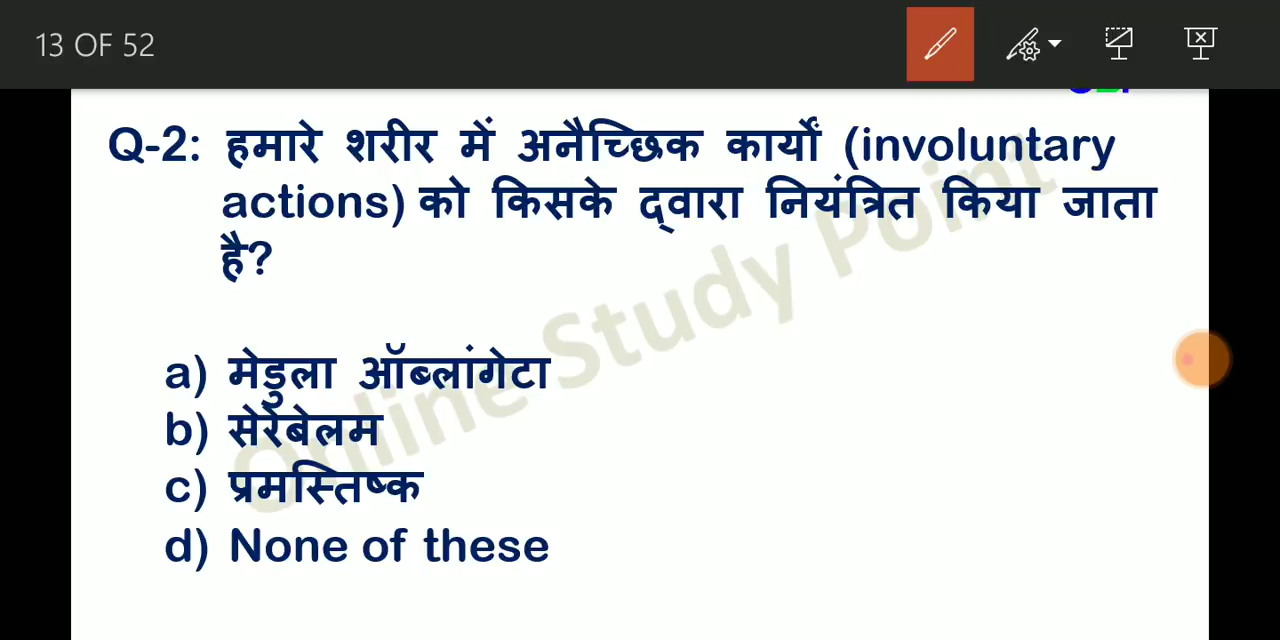 13 OF 52
Q-2: हमारे शरीर में अनैच्छिक कार्यों (involuntary
actions) को किसके द्वारा नियंत्रित किया जाता
है?
a) मेडुला ऑब्लांगेटा
b) सेरेबेलम
c) प्रमस्तिष्क
d) None of these
Online Study Point